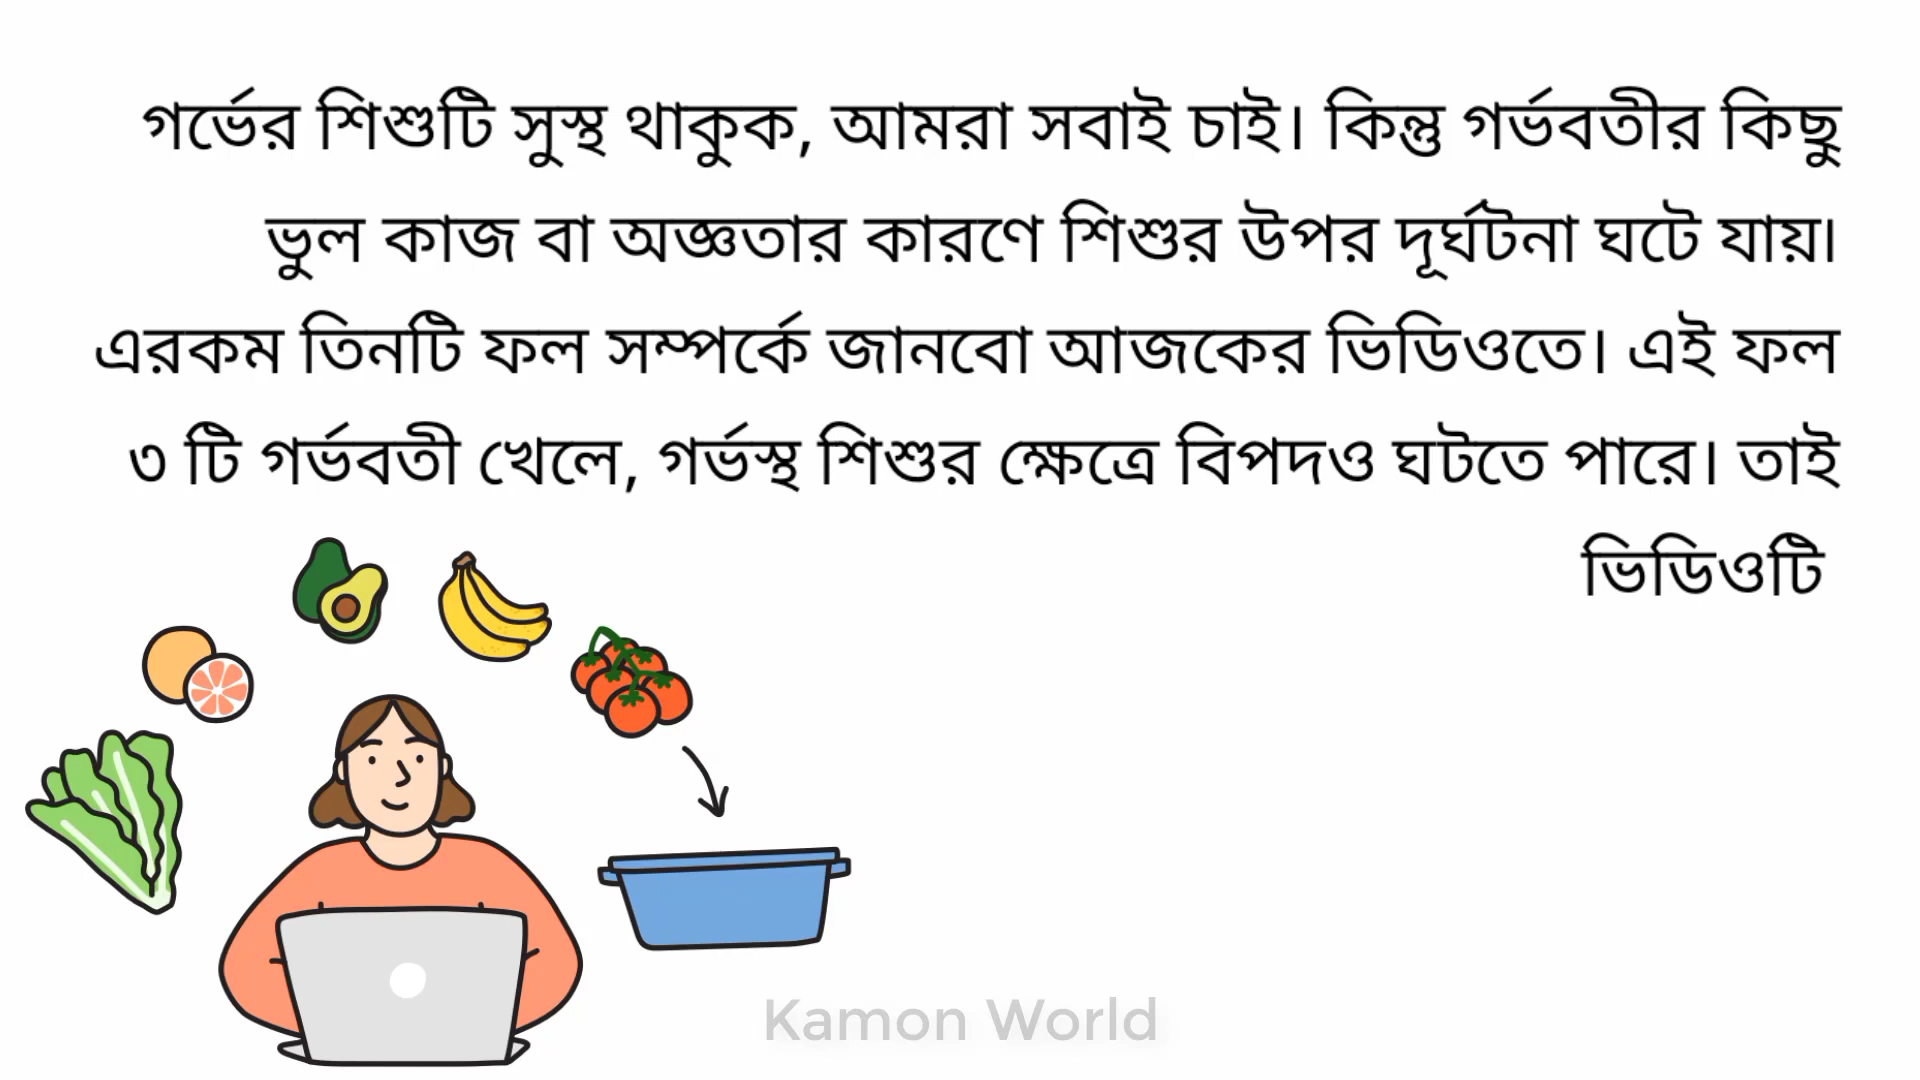 গর্ভের শিশুটি সুস্থ থাকুক, আমরা সবাই চাই। কিন্তু গর্ভবতীর কিছু
ভুল কাজ বা অজ্ঞতার কারণে শিশুর উপর দূর্ঘটনা ঘটে যায়।
এরকম তিনটি ফল সম্পর্কে জানবো আজকের ভিডিওতে। এই ফল
৩ টি গর্ভবতী খেলে, গর্ভস্থ শিশুর ক্ষেত্রে বিপদও ঘটতে পারে। তাই
ভিডিওটি
Kamon World